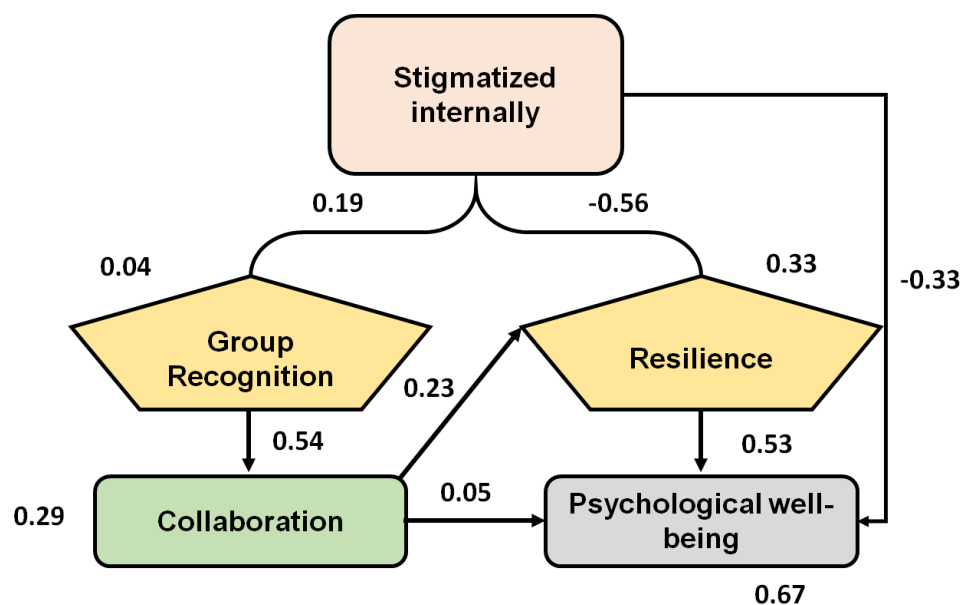 Stigmatized
internally
0.19
-0.56
0.04
0.33
-0.33
Group
Recognition
Resilience
0.23
0.54
0.53
0.29
Collaboration
0.05
Psychological well-
being
0.67